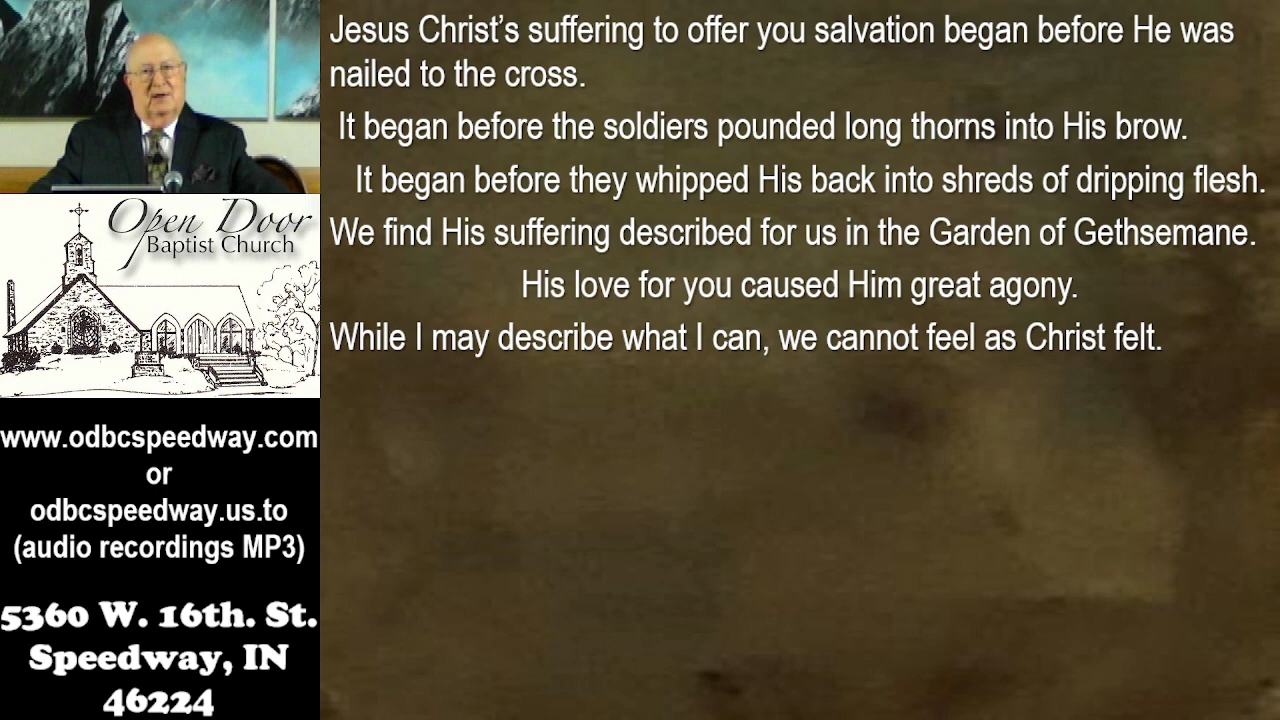 Jesus Christ’s suffering to offer you salvation began before He was
nailed to the cross.
It began before the soldiers pounded long thorns into His brow.
It began before they whipped His back into shreds of dripping flesh.
We find His suffering described for us in the Garden of Gethsemane.
His love for you caused Him great agony.
While I may describe what I can, we cannot feel as Christ felt.
Open Door
Baptist Church
www.odbcspeedway.com
or
odbcspeedway.us.to
(audio recordings MP3)
5360 W. 16th. St.
Speedway, IN
46224